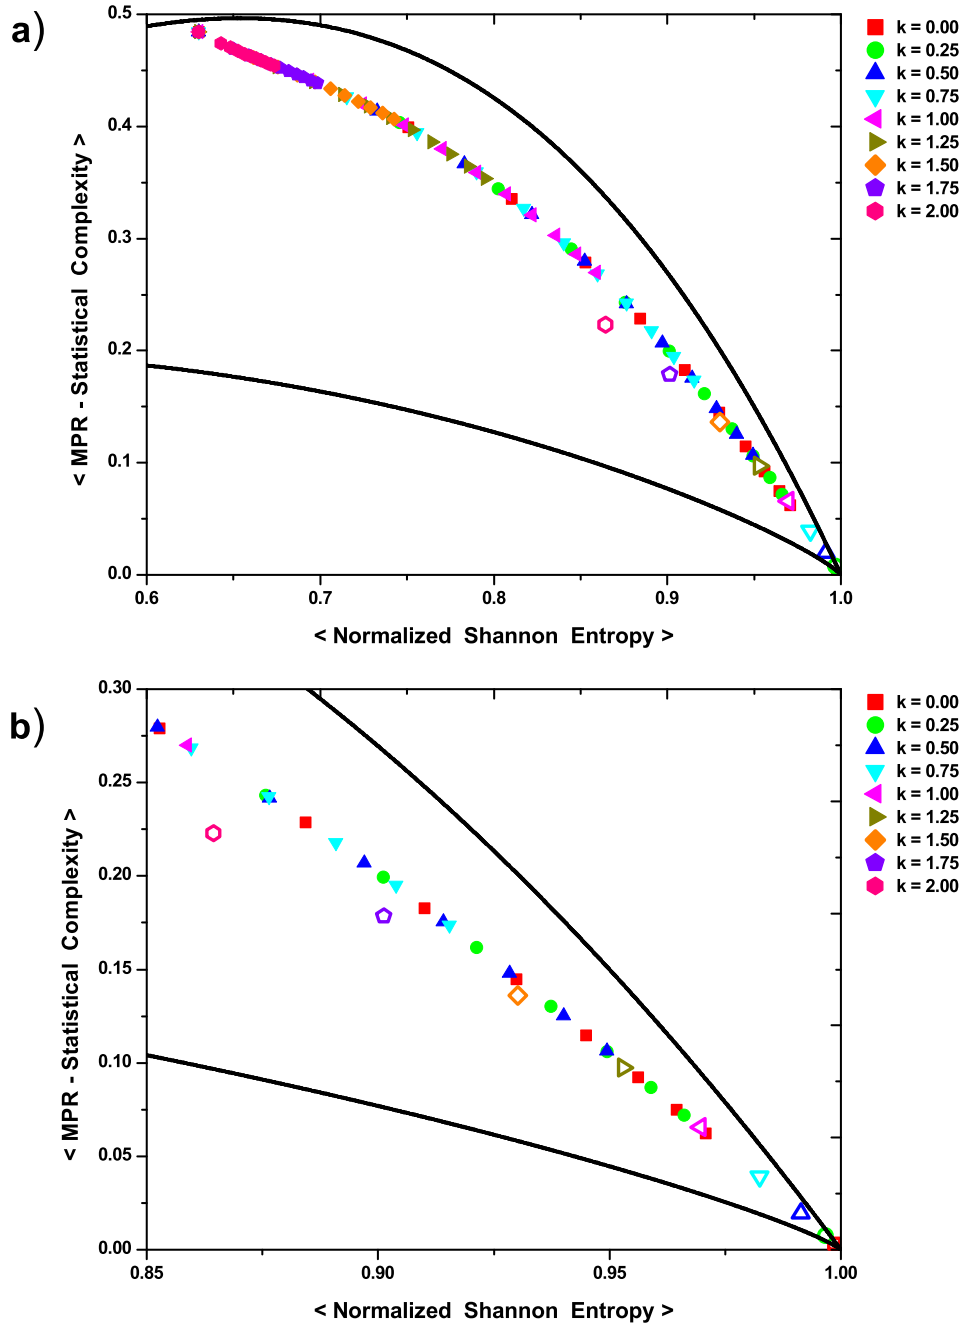 a)
0.5
0.4
0.3
0.2
0.1
0.0
< MPR - Statistical Complexity >
0.6
0.7
0.8
0.9
1.0
< Normalized Shannon Entropy >
k = 0.00
k = 0.25
k = 0.50
k = 0.75
k = 1.00
k = 1.25
k = 1.50
k = 1.75
k = 2.00
b)
0.30
0.25
0.20
0.15
0.10
0.05
0.00
< MPR - Statistical Complexity >
0.85
0.90
0.95
1.00
< Normalized Shannon Entropy >
k = 0.00
k = 0.25
k = 0.50
k = 0.75
k = 1.00
k = 1.25
k = 1.50
k = 1.75
k = 2.00